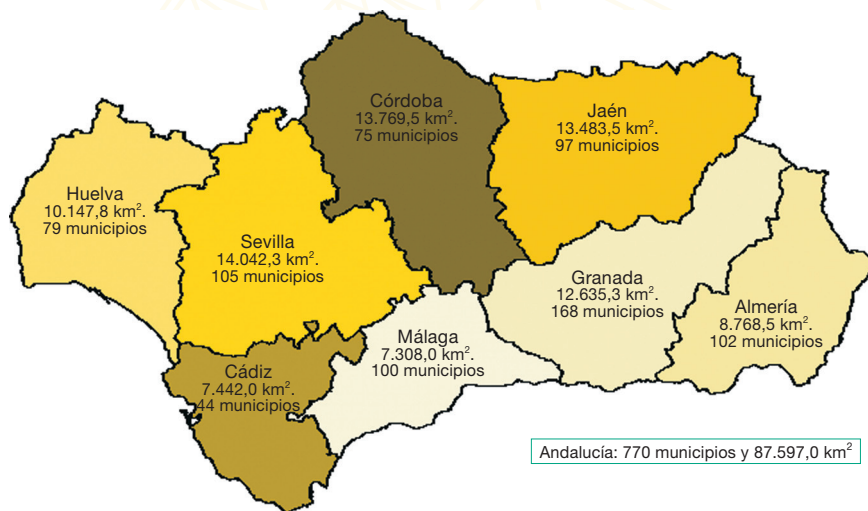 Córdoba
13.769,5 km².
75 municipios
Jaén
13.483,5 km².
97 municipios
Huelva
10.147,8 km².
79 municipios
Sevilla
14.042,3 km².
105 municipios
Granada
12.635,3 km².
168 municipios
Almería
8.768,5 km².
102 municipios
Málaga
7.308,0 km².
100 municipios
Cádiz
7.442,0 km².
44 municipios
Andalucía: 770 municipios y 87.597,0 km²